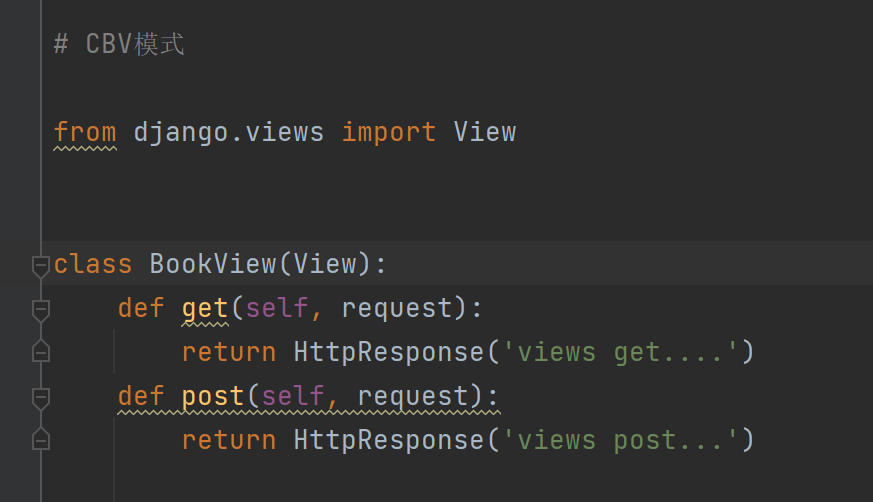 # CBV模式
from django.views import View
class BookView(View):
def get(self, request):
return HttpResponse('views get....')
def post(self, request):
return HttpResponse('views post...')